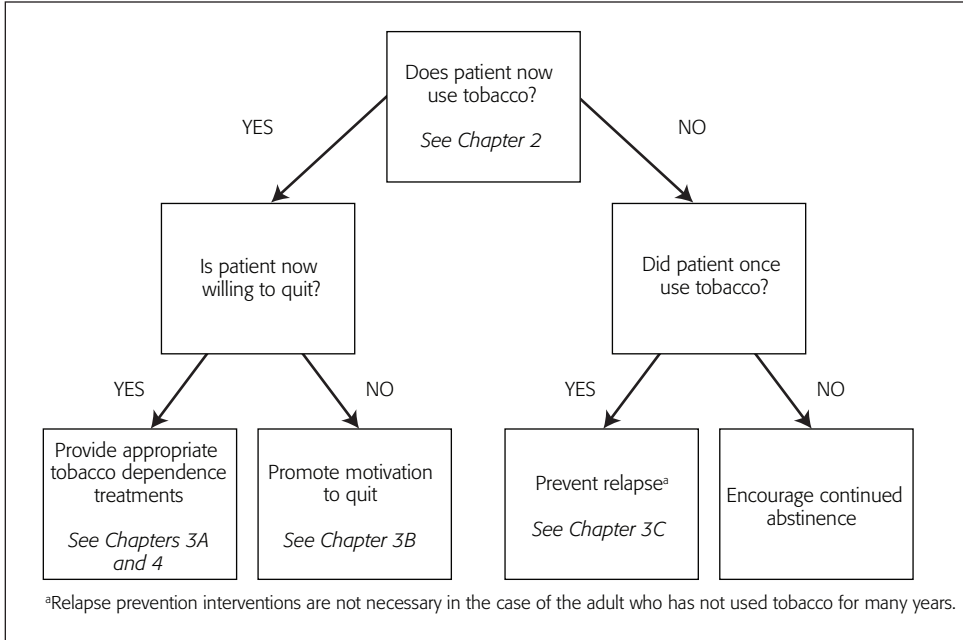 Does patient now
use tobacco?
See Chapter 2
YES
NO
Is patient now
willing to quit?
Did patient once
use tobacco?
YES
NO
YES
NO
Provide appropriate
tobacco dependence
treatments
See Chapters 3A
and 4
Promote motivation
to quit
See Chapter 3B
Prevent relapseᵃ
See Chapter 3C
Encourage continued
abstinence
ᵃRelapse prevention interventions are not necessary in the case of the adult who has not used tobacco for many years.